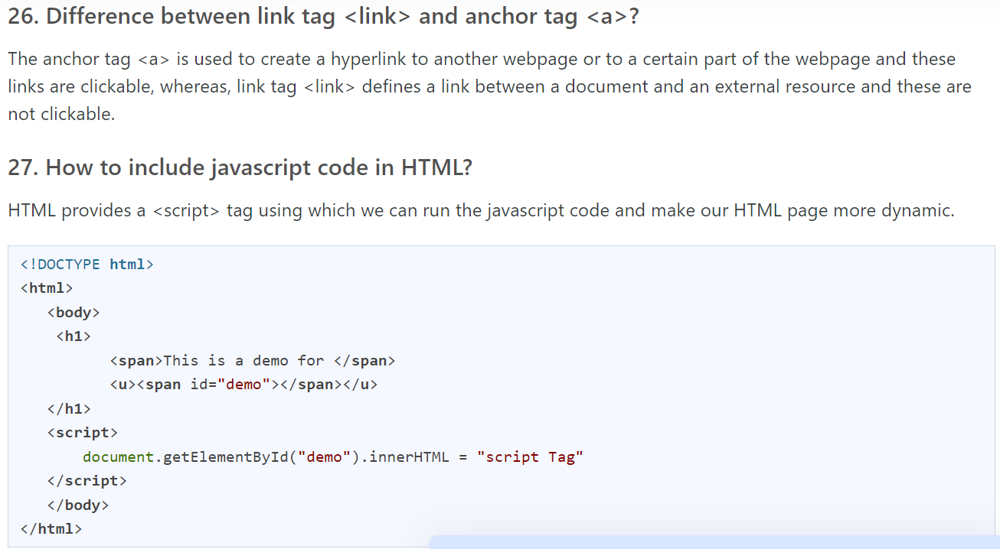 26. Difference between link tag <link> and anchor tag <a>?
The anchor tag <a> is used to create a hyperlink to another webpage or to a certain part of the webpage and these
links are clickable, whereas, link tag <link> defines a link between a document and an external resource and these are
not clickable.
27. How to include javascript code in HTML?
HTML provides a <script> tag using which we can run the javascript code and make our HTML page more dynamic.
<!DOCTYPE html>
<html>
   <body>
    <h1>
          <span>This is a demo for </span>
          <u><span id="demo"></span></u>
   </h1>
   <script>
       document.getElementById("demo").innerHTML = "script Tag"
   </script>
   </body>
</html>